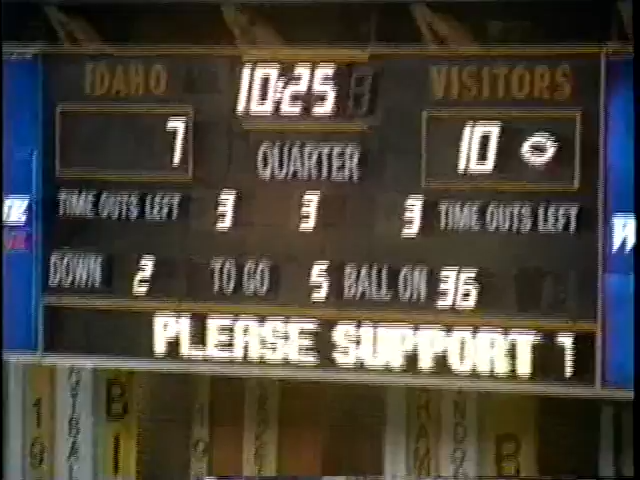 IDAHO 10:25 VISITORS
7 QUARTER 10
TIME OUTS LEFT 3 3 3 TIME OUTS LEFT
DOWN 2 TO GO 5 BALL ON 36
PLEASE SUPPORT